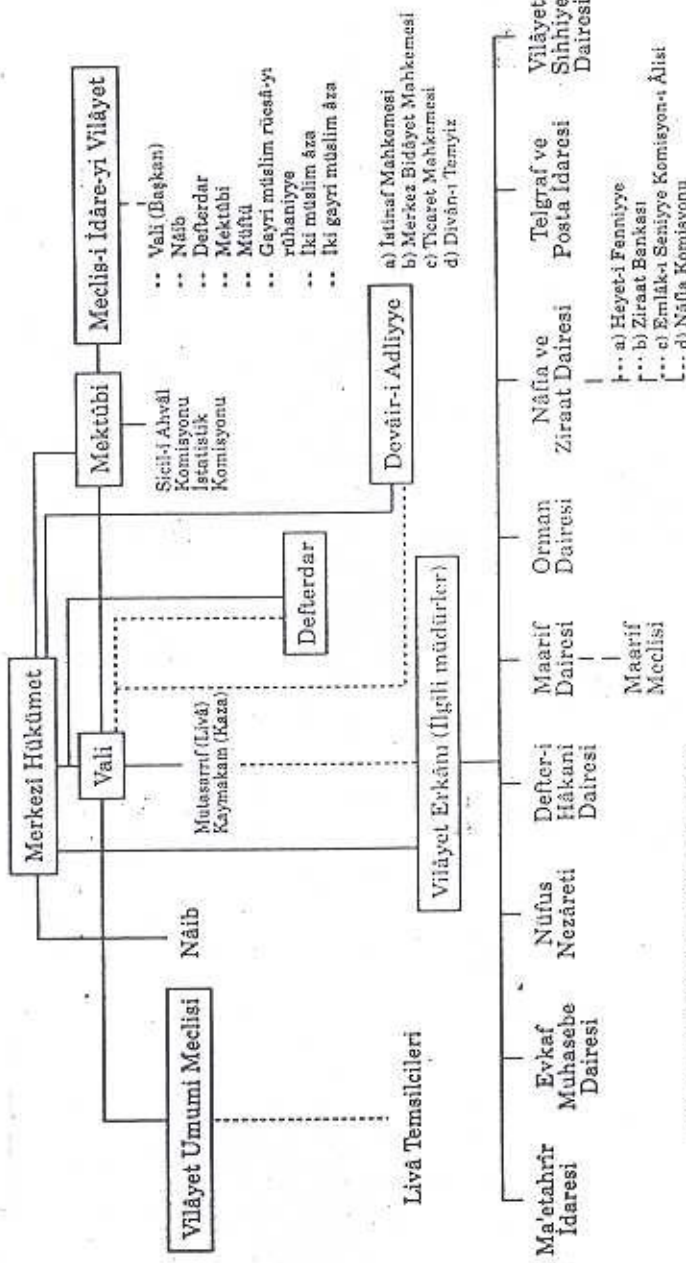 Merkezî Hükümet
Vilâyet Umumi Meclisi
Nâib
Vali
Mektûbi
Meclis-i İdâre-yi Vilâyet
Livâ Temsilcileri
Mutasarrıf (Livâ)
Kaymakam (Kaza)
Defterdar
Sicil-i Ahvâl
Komisyonu
İstatistik
Komisyonu
Vali (Başkan)
Nâib
Defterdar
Mektûbi
Müftü
Gayri müslim rüesâ-yı
rûhaniyye
İki müslim âza
İki gayri müslim âza
Devâir-i Adliyye
a) İstinaf Mahkemesi
b) Merkez Bidâyet Mahkemesi
c) Ticaret Mahkemesi
d) Divân-ı Temyiz
Vilâyet Erkânı (İlgili müdürler)
Ma'etahrîr
İdaresi
Evkaf
Muhasebe
Dairesi
Nüfus
Nezâreti
Defter-i
Hâkani
Dairesi
Maarif
Dairesi
Maarif
Meclisi
Orman
Dairesi
Nâfia ve
Ziraat Dairesi
a) Heyet-i Fenniyye
b) Ziraat Bankası
c) Emlâk-ı Seniyye Komisyon-ı Âlisi
d) Nâfia Komisyonu
Telgraf ve
Posta İdaresi
Vilâyet
Sıhhiye
Dairesi